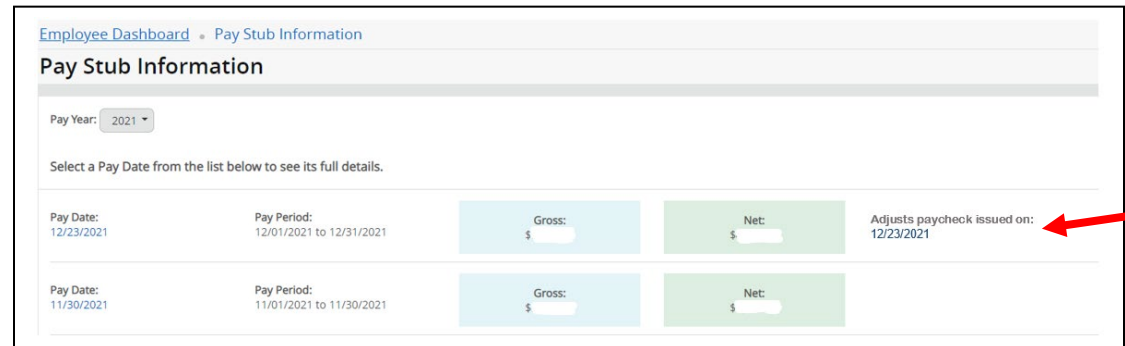 Employee Dashboard • Pay Stub Information
Pay Stub Information
Pay Year: 2021
Select a Pay Date from the list below to see its full details.
Pay Date: Pay Period: Gross: Net: Adjusts paycheck issued on:
12/23/2021 12/01/2021 to 12/31/2021 $ $ 12/23/2021
Pay Date: Pay Period: Gross: Net:
11/30/2021 11/01/2021 to 11/30/2021 $ $